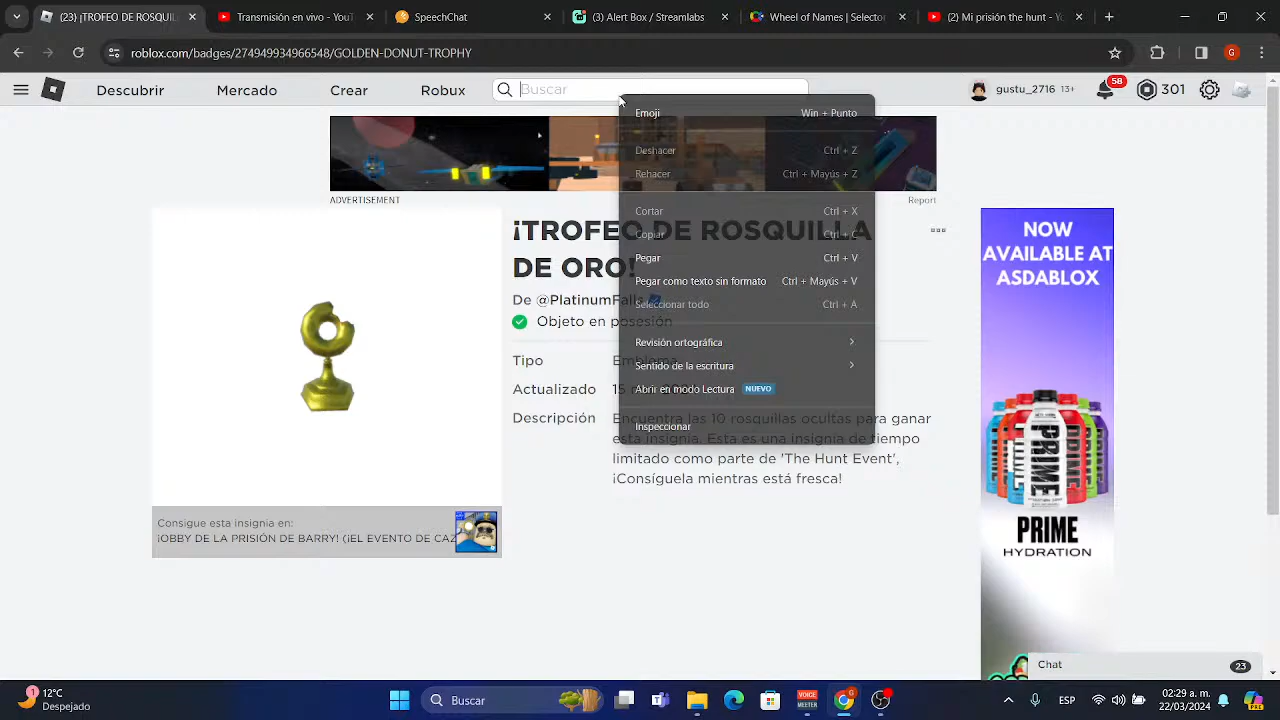 ¡TROFEO DE ROSQUIL
Transmisión en vivo - YouT
SpeechChat
(3) Alert Box | Streamlabs
Wheel of Names | Selector
(2) Mi prisión the hunt - Yo
roblox.com/badges/274949934966548/GOLDEN-DONUT-TROPHY
G
Descubrir
Mercado
Crear
Robux
Buscar
gustu_2716 13+
58
301
Emoji Win + Punto
Deshacer Ctrl + Z
Rehacer Ctrl + Mayús + Z
Cortar Ctrl + X
Copiar Ctrl + C
Pegar Ctrl + V
Pegar como texto sin formato Ctrl + Mayús + V
Seleccionar todo Ctrl + A
Revisión ortográfica
Sentido de la escritura
Abrir en modo Lectura NUEVO
Inspeccionar
ADVERTISEMENT
Report
¡TROFEO DE ROSQUILLA
DE ORO!
De @PlatinumFalls
Objeto en posesión
Tipo Emblema
Actualizado 15
Descripción Encuentra las 10 rosquillas ocultas para ganar
esta insignia. Esta es una insignia de tiempo
limitado como parte de 'The Hunt Event',
¡Consíguela mientras está fresca!
Consigue esta insignia en:
¡OBBY DE LA PRISIÓN DE BARRY! [EL EVENTO DE CAZ
NOW
AVAILABLE AT
ASDABLOX
PRIME
PRIME
HYDRATION
Chat 23
1
12°C
Despejado
Buscar
VOICE
MEETER
G
ESP
02:29 a. m.
22/03/2024